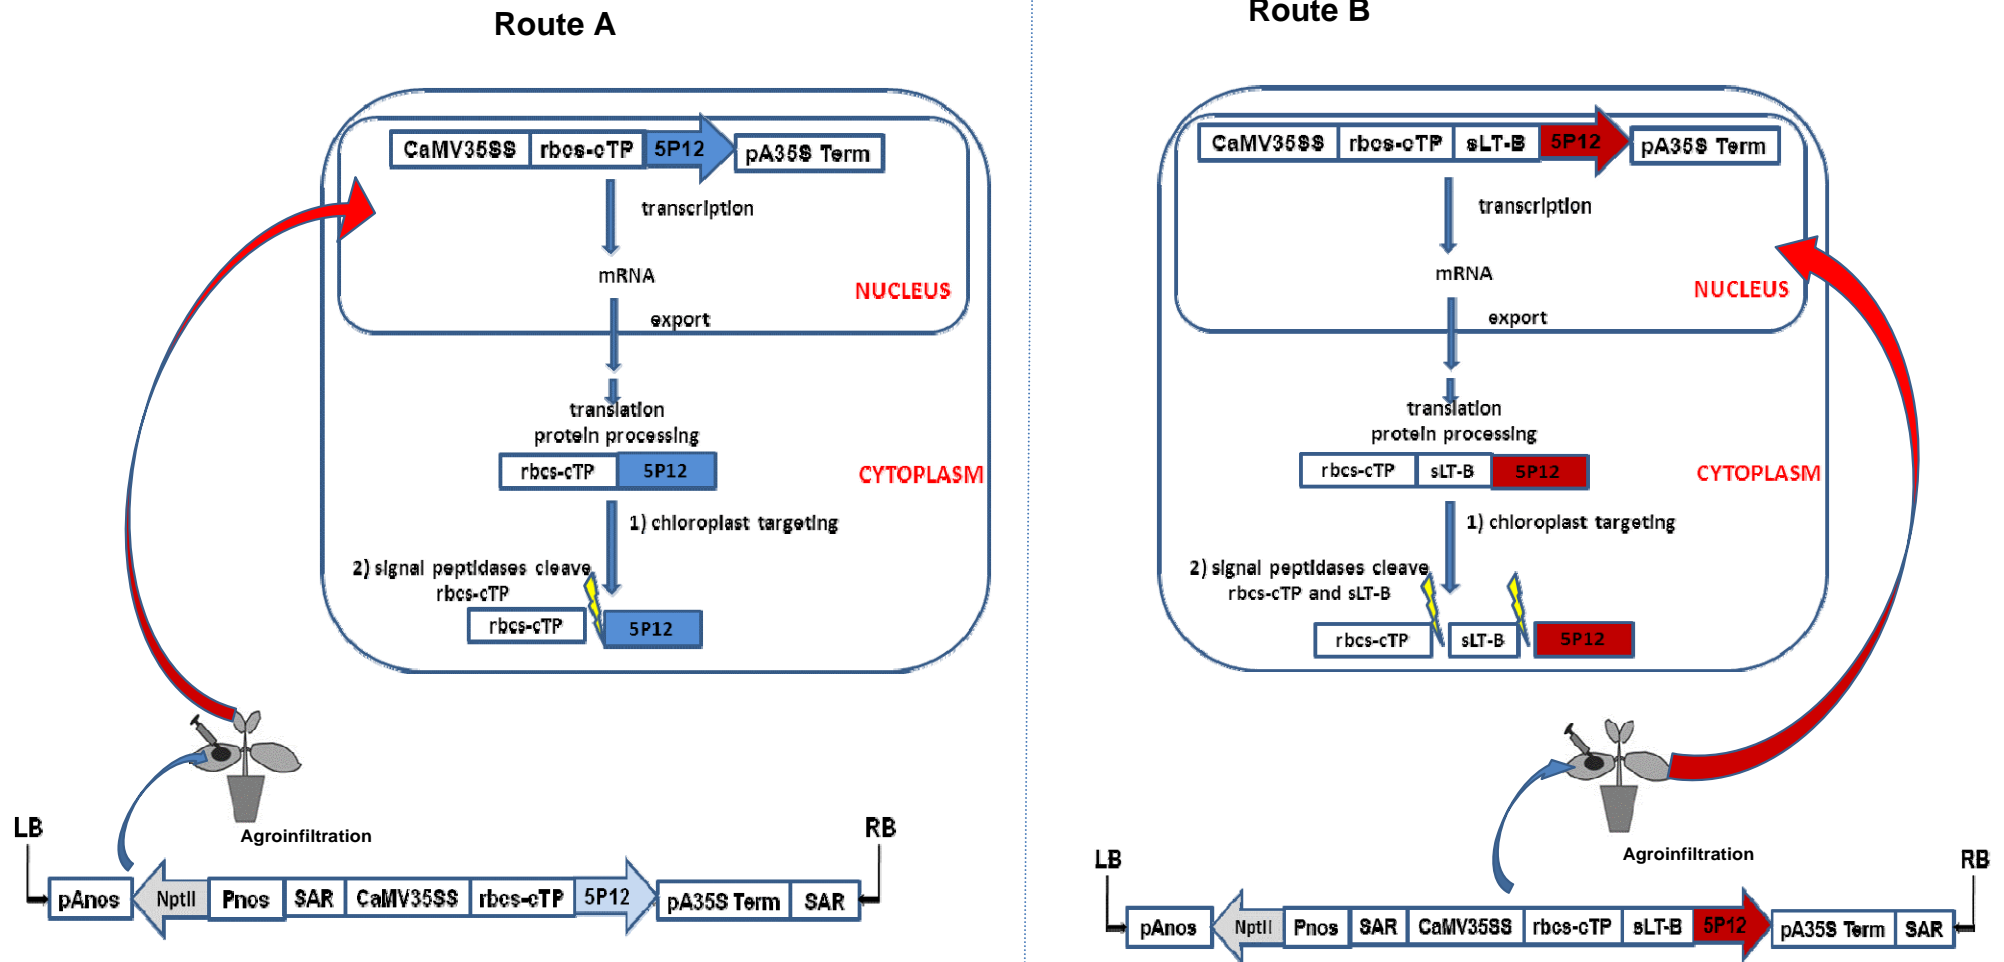 Route A
CaMV35SS rbcs-cTP 5P12 pA35S Term
transcription
mRNA
NUCLEUS
export
translation
protein processing
rbcs-cTP 5P12
CYTOPLASM
1) chloroplast targeting
2) signal peptidases cleave
rbcs-cTP
rbcs-cTP 5P12
Agroinfiltration
LB
RB
pAnos NptII Pnos SAR CaMV35SS rbcs-cTP 5P12 pA35S Term SAR
Route B
CaMV35SS rbcs-cTP sLT-B 5P12 pA35S Term
transcription
mRNA
NUCLEUS
export
translation
protein processing
rbcs-cTP sLT-B 5P12
CYTOPLASM
1) chloroplast targeting
2) signal peptidases cleave
rbcs-cTP and sLT-B
rbcs-cTP sLT-B 5P12
Agroinfiltration
LB
RB
pAnos NptII Pnos SAR CaMV35SS rbcs-cTP sLT-B 5P12 pA35S Term SAR